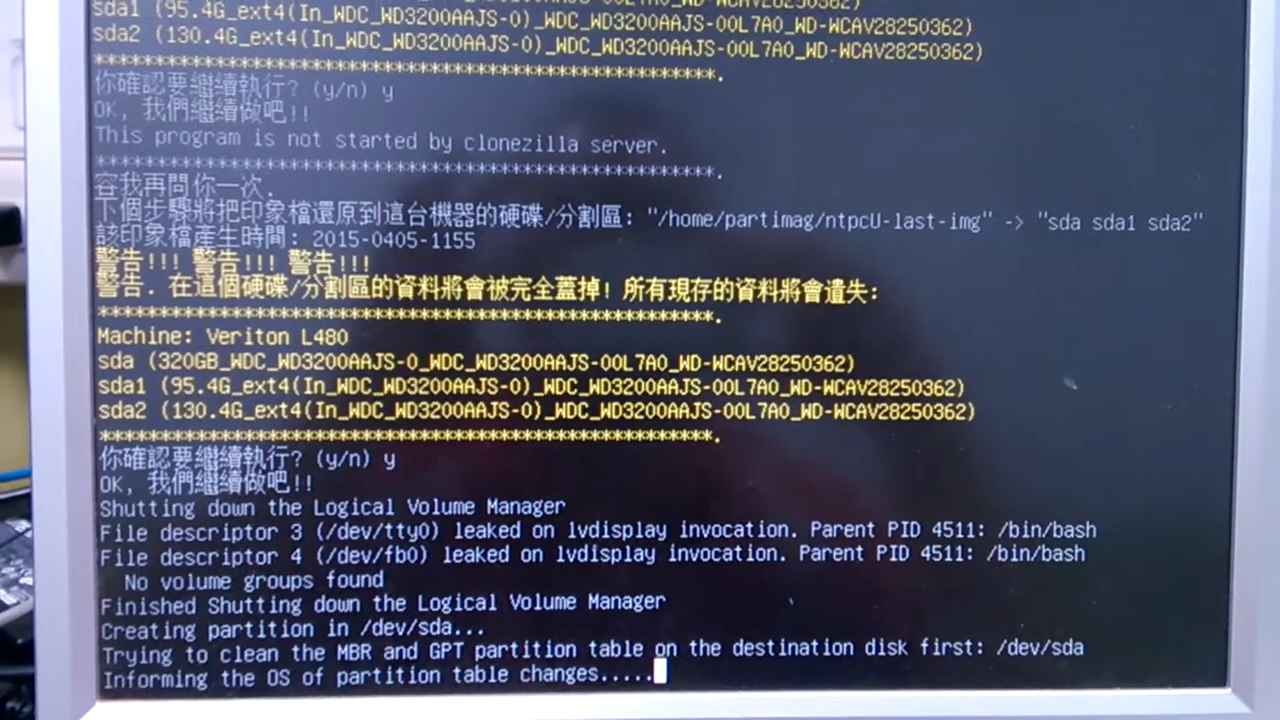 sda1 (95.4G_ext4(In_WDC_WD3200AAJS-0)_WDC_WD3200AAJS-00L7A0_WD-WCAV28250362)
sda2 (130.4G_ext4(In_WDC_WD3200AAJS-0)_WDC_WD3200AAJS-00L7A0_WD-WCAV28250362)
*****************************************************.
你確認要繼續執行? (y/n) y
OK, 我們繼續做吧!!
This program is not started by clonezilla server.
*****************************************************.
容我再問你一次.
下個步驟將把印象檔還原到這台機器的硬碟/分割區: "/home/partimag/ntpcU-last-img" -> "sda sda1 sda2"
該印象檔產生時間: 2015-0405-1155
警告!!! 警告!!! 警告!!!
警告. 在這個硬碟/分割區的資料將會被完全蓋掉! 所有現存的資料將會遺失:
*****************************************************.
Machine: Veriton L480
sda (320GB_WDC_WD3200AAJS-0_WDC_WD3200AAJS-00L7A0_WD-WCAV28250362)
sda1 (95.4G_ext4(In_WDC_WD3200AAJS-0)_WDC_WD3200AAJS-00L7A0_WD-WCAV28250362)
sda2 (130.4G_ext4(In_WDC_WD3200AAJS-0)_WDC_WD3200AAJS-00L7A0_WD-WCAV28250362)
*****************************************************.
你確認要繼續執行? (y/n) y
OK, 我們繼續做吧!!
Shutting down the Logical Volume Manager
File descriptor 3 (/dev/tty0) leaked on lvdisplay invocation. Parent PID 4511: /bin/bash
File descriptor 4 (/dev/fb0) leaked on lvdisplay invocation. Parent PID 4511: /bin/bash
No volume groups found
Finished Shutting down the Logical Volume Manager
Creating partition in /dev/sda...
Trying to clean the MBR and GPT partition table on the destination disk first: /dev/sda
Informing the OS of partition table changes.....